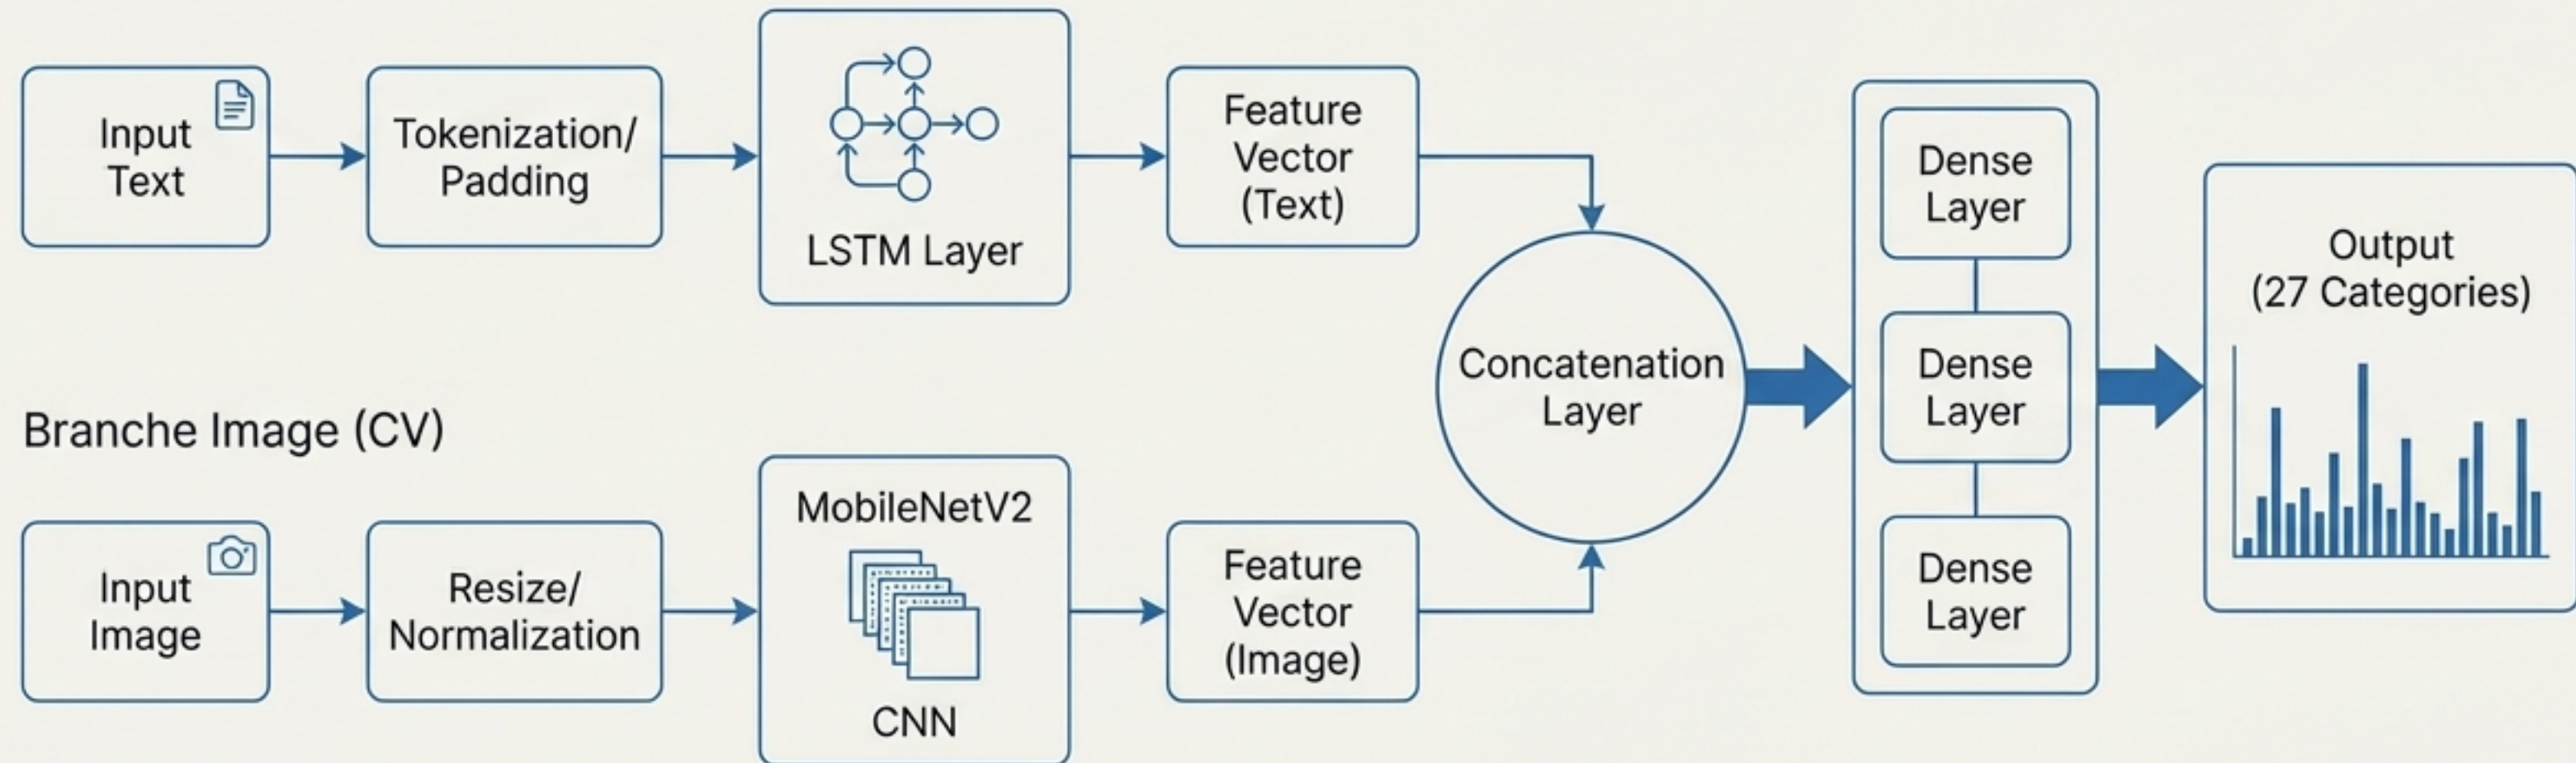 Input
Text
Tokenization/
Padding
LSTM Layer
Feature
Vector
(Text)
Branche Image (CV)
Input
Image
Resize/
Normalization
MobileNetV2
CNN
Feature
Vector
(Image)
Concatenation
Layer
Dense
Layer
Dense
Layer
Dense
Layer
Output
(27 Categories)